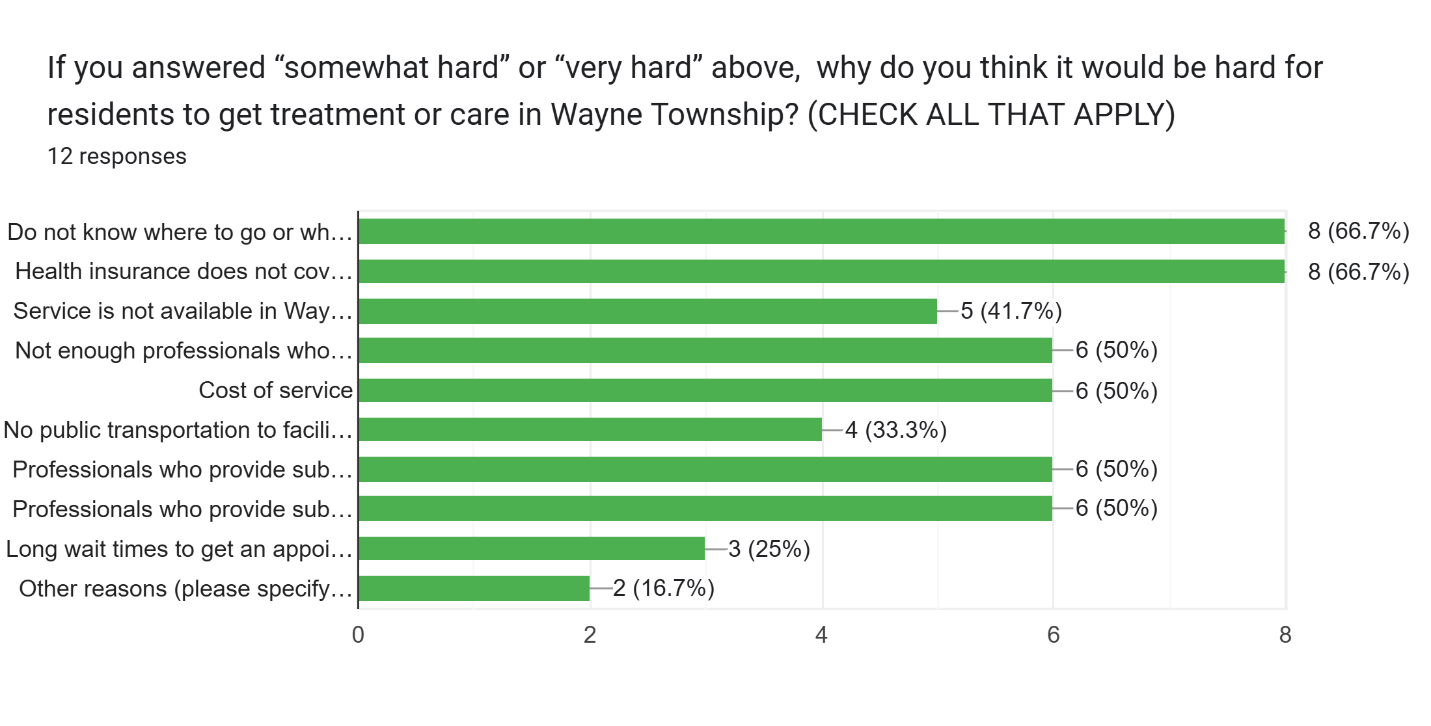 If you answered “somewhat hard” or “very hard” above,  why do you think it would be hard for
residents to get treatment or care in Wayne Township? (CHECK ALL THAT APPLY)
12 responses
Do not know where to go or wh… 8 (66.7%)
Health insurance does not cov… 8 (66.7%)
Service is not available in Way… 5 (41.7%)
Not enough professionals who… 6 (50%)
Cost of service 6 (50%)
No public transportation to facili… 4 (33.3%)
Professionals who provide sub… 6 (50%)
Professionals who provide sub… 6 (50%)
Long wait times to get an appoi… 3 (25%)
Other reasons (please specify… 2 (16.7%)
0 2 4 6 8